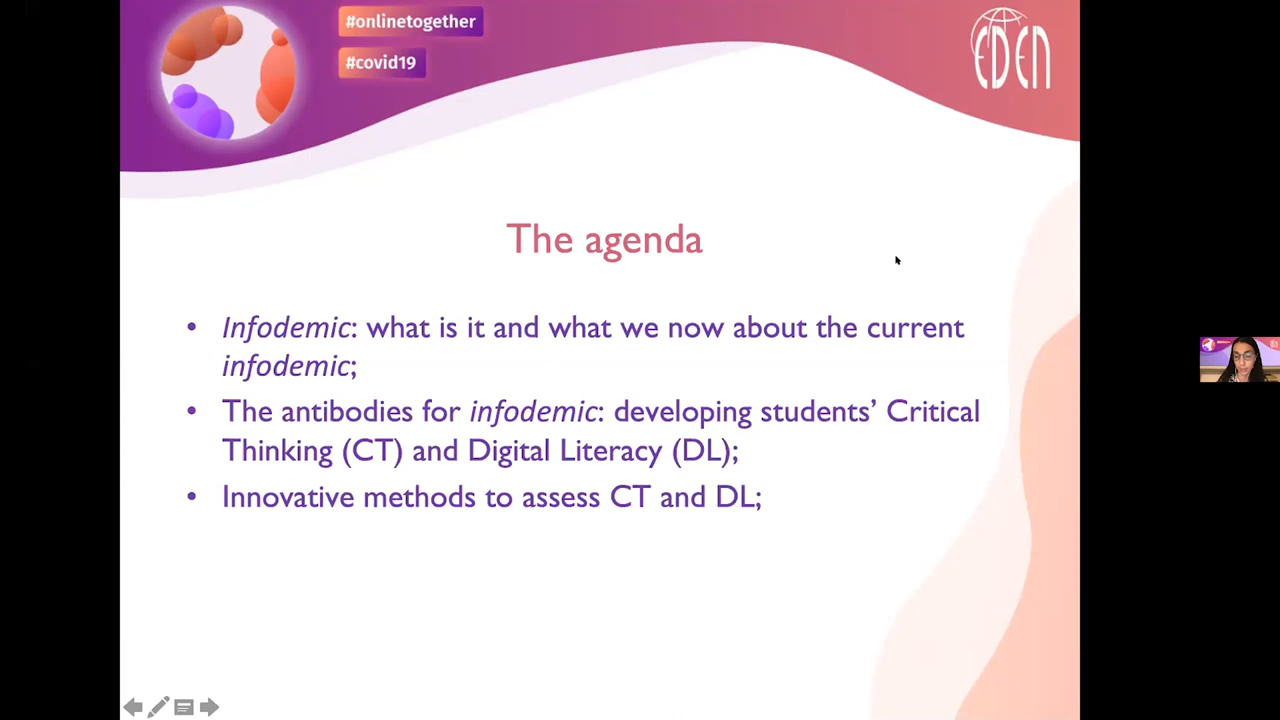 #onlinetogether
#covid19
EDEN
The agenda
• Infodemic: what is it and what we now about the current
infodemic;
• The antibodies for infodemic: developing students’ Critical
Thinking (CT) and Digital Literacy (DL);
• Innovative methods to assess CT and DL;